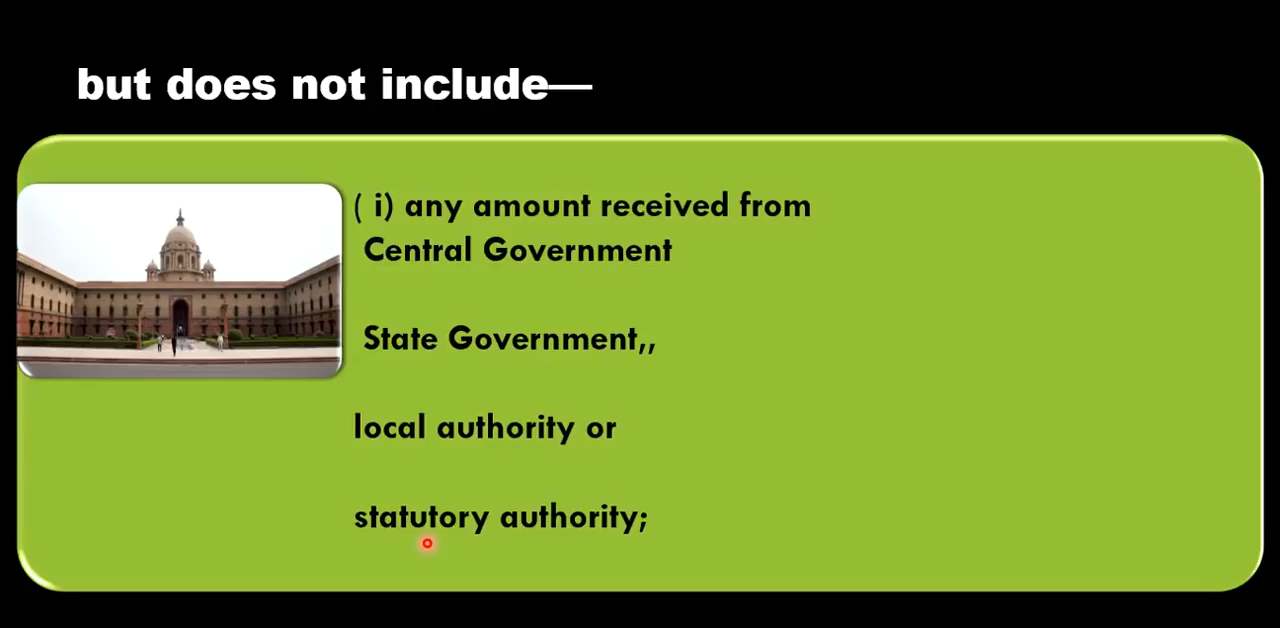 but does not include—
( i) any amount received from
Central Government
State Government,,
local authority or
statutory authority;